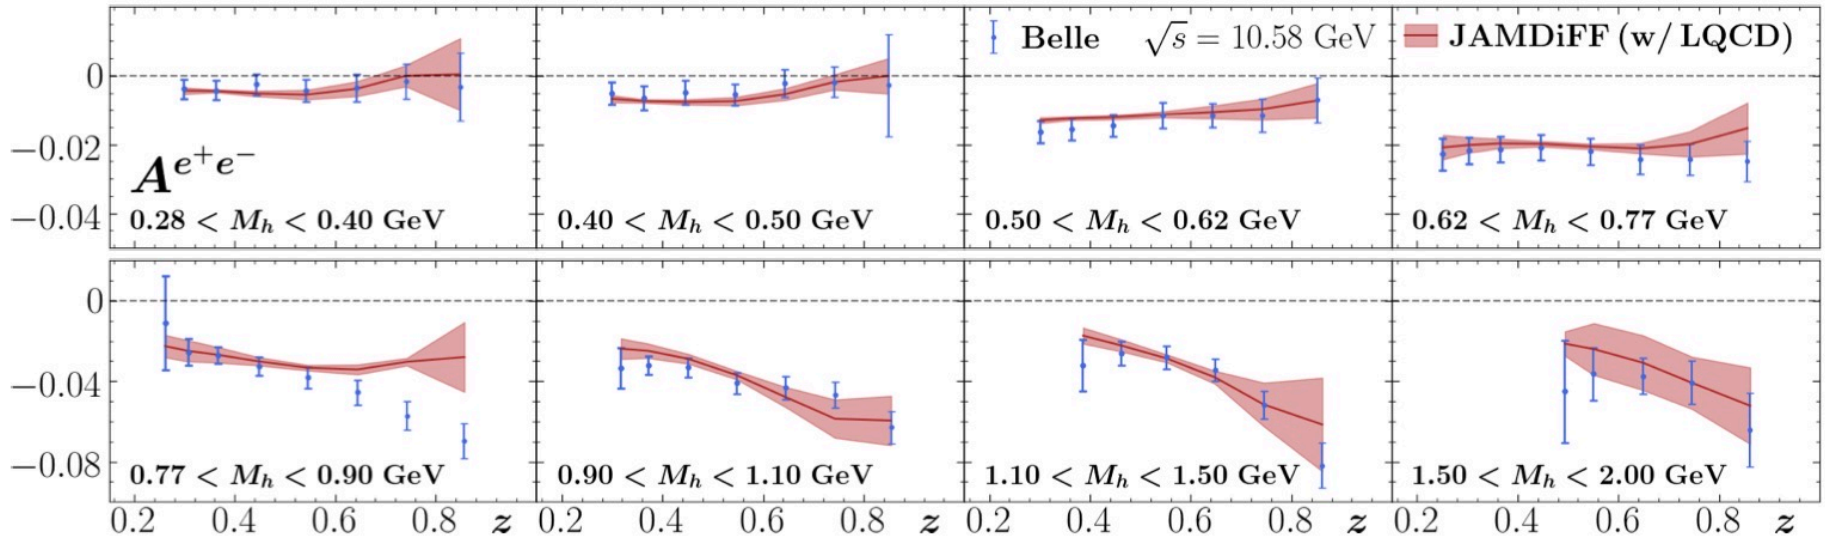 Belle √s = 10.58 GeV JAMDiFF (w/ LQCD)
0
−0.02
−0.04
A^{e^+e^-}
0.28 < M_h < 0.40 GeV
0.40 < M_h < 0.50 GeV
0.50 < M_h < 0.62 GeV
0.62 < M_h < 0.77 GeV
0
−0.04
−0.08
0.77 < M_h < 0.90 GeV
0.90 < M_h < 1.10 GeV
1.10 < M_h < 1.50 GeV
1.50 < M_h < 2.00 GeV
0.2 0.4 0.6 0.8 z
0.2 0.4 0.6 0.8 z
0.2 0.4 0.6 0.8 z
0.2 0.4 0.6 0.8 z